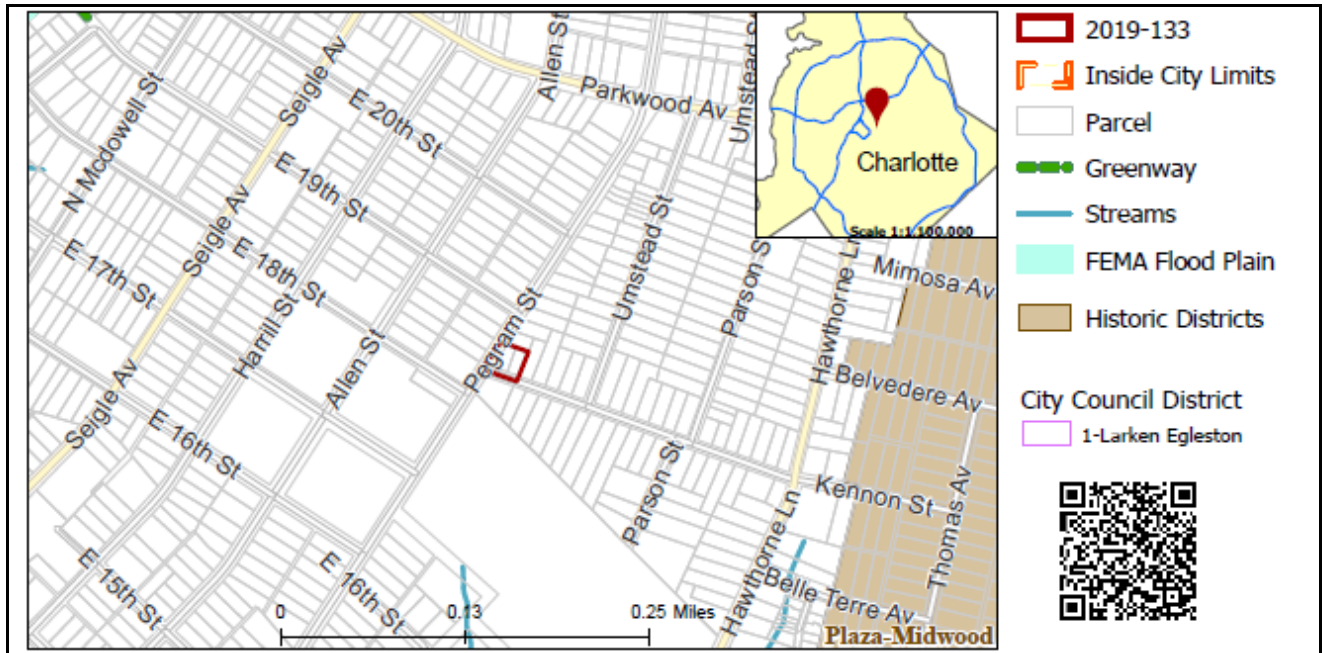 N Mcdowell St
Seigle Av
E 20th St
Allen St
Parkwood Av
Umstead St
E 19th St
Seigle Av
E 18th St
E 17th St
Harrill St
Allen St
Pegram St
Umstead St
Parson S
Hawthorne Ln
Mimosa Av
Belvedere Av
Seigle Av
E 16th St
Parson St
Kennon St
Thomas Av
Hawthorne Ln
E 15th St
E 16th St
Belle Terre Av
0
0.13
0.25 Miles
Plaza-Midwood
Charlotte
Scale 1:1,100,000
2019-133
Inside City Limits
Parcel
Greenway
Streams
FEMA Flood Plain
Historic Districts
City Council District
1-Larken Egleston